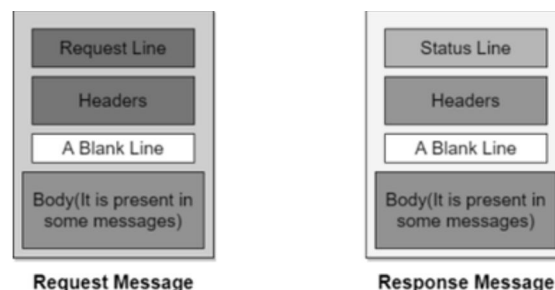 Request Line
Headers
A Blank Line
Body(It is present in
some messages)
Request Message
Status Line
Headers
A Blank Line
Body(It is present in
some messages)
Response Message